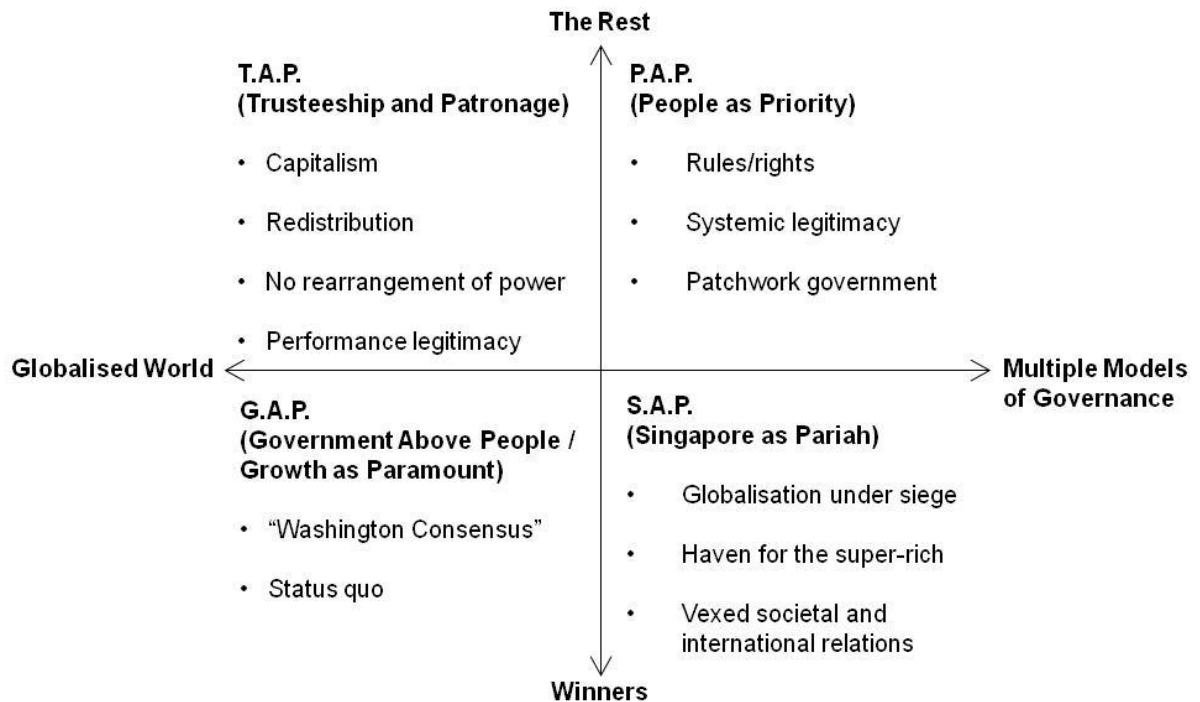 The Rest
T.A.P.
(Trusteeship and Patronage)
• Capitalism
• Redistribution
• No rearrangement of power
• Performance legitimacy
P.A.P.
(People as Priority)
• Rules/rights
• Systemic legitimacy
• Patchwork government
Globalised World
Multiple Models
of Governance
G.A.P.
(Government Above People /
Growth as Paramount)
• “Washington Consensus”
• Status quo
S.A.P.
(Singapore as Pariah)
• Globalisation under siege
• Haven for the super-rich
• Vexed societal and
international relations
Winners